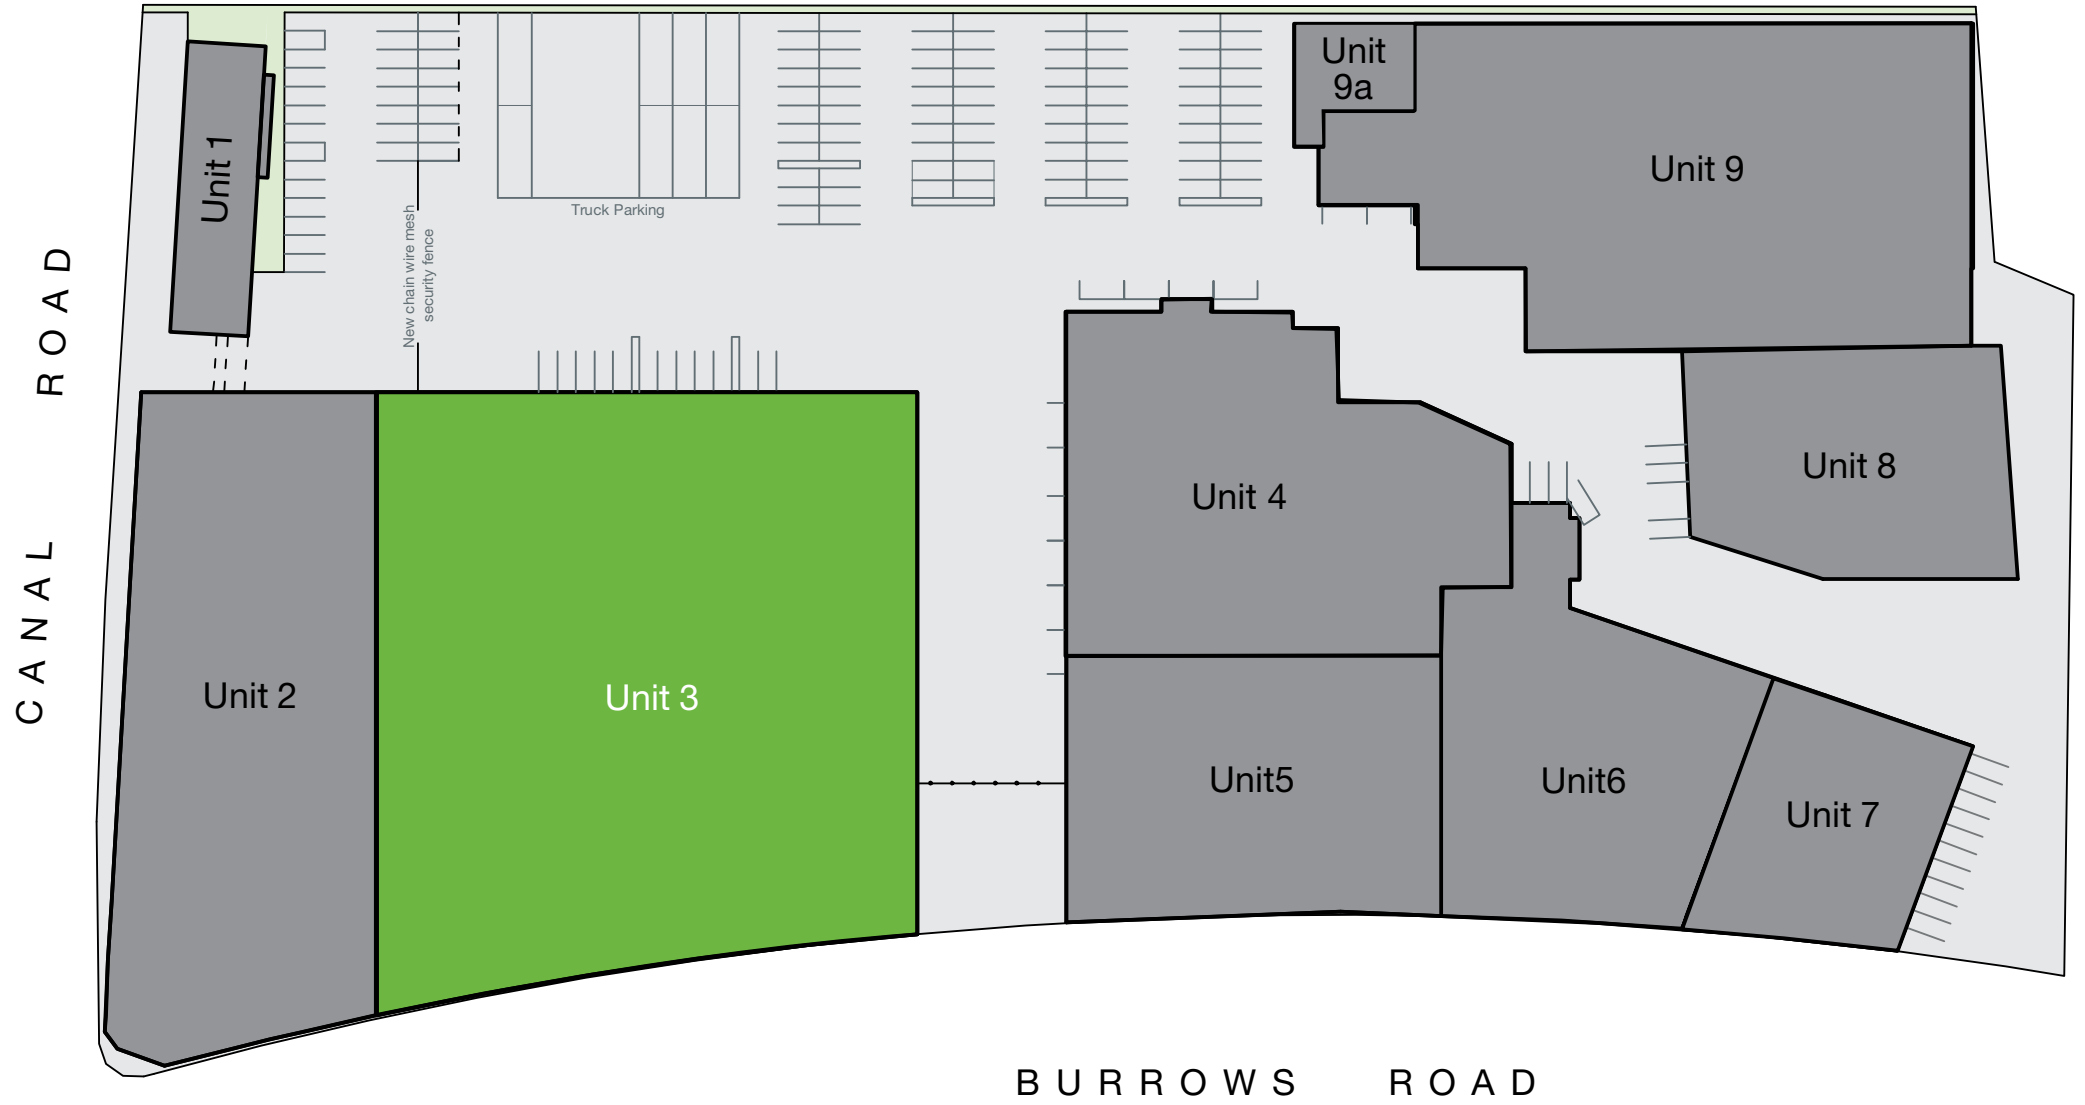 Unit
9a
Unit 1
Unit 9
Truck Parking
New chain wire mesh
security fence
CANAL ROAD
Unit 8
Unit 4
Unit 2
Unit 3
Unit5
Unit6
Unit 7
BURROWS ROAD